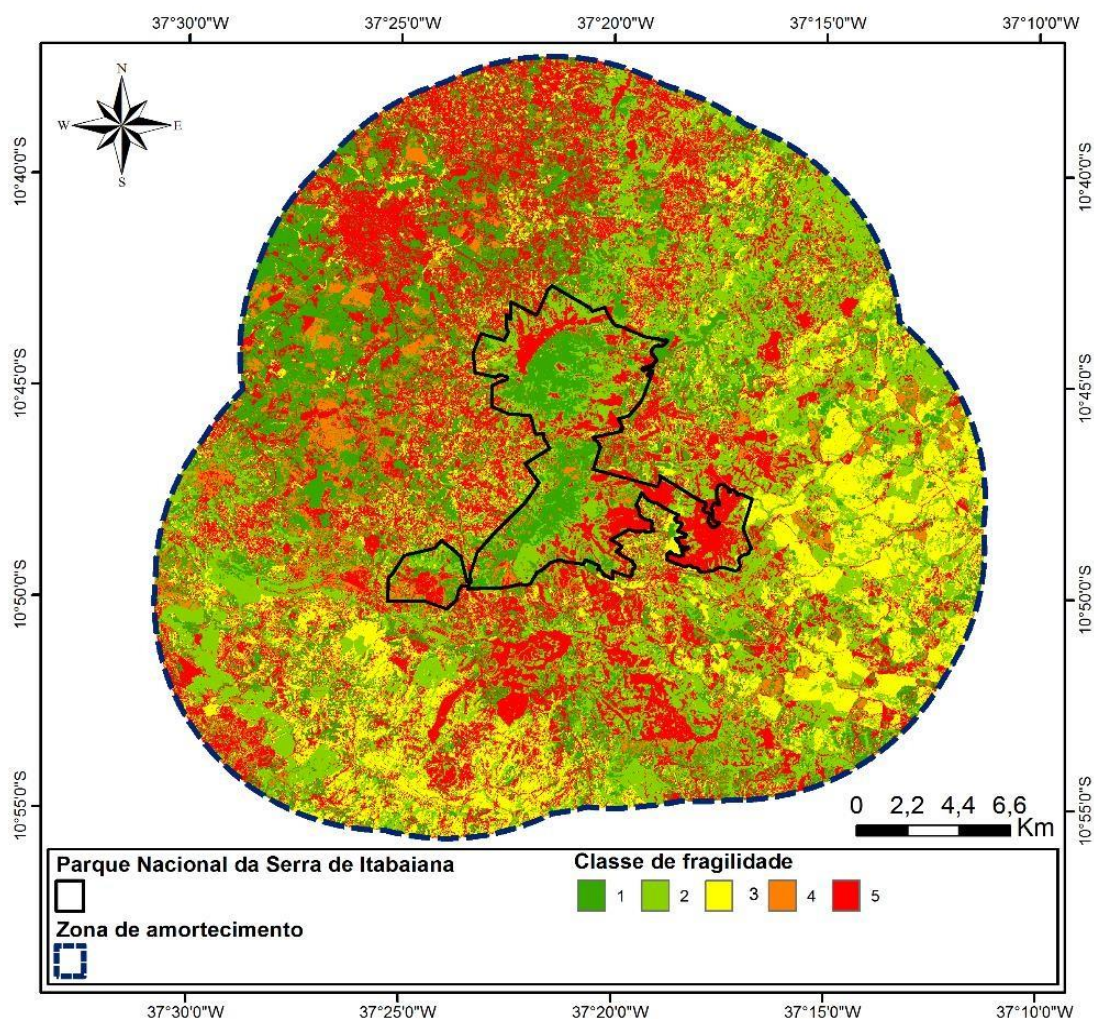 37°30'0"W 37°25'0"W 37°20'0"W 37°15'0"W 37°10'0"W
N
W E
S
10°40'0"S 10°40'0"S
10°45'0"S 10°45'0"S
10°50'0"S 10°50'0"S
10°55'0"S 10°55'0"S
0 2,2 4,4 6,6
Km
Parque Nacional da Serra de Itabaiana
Zona de amortecimento
Classe de fragilidade
1 2 3 4 5
37°30'0"W 37°25'0"W 37°20'0"W 37°15'0"W 37°10'0"W